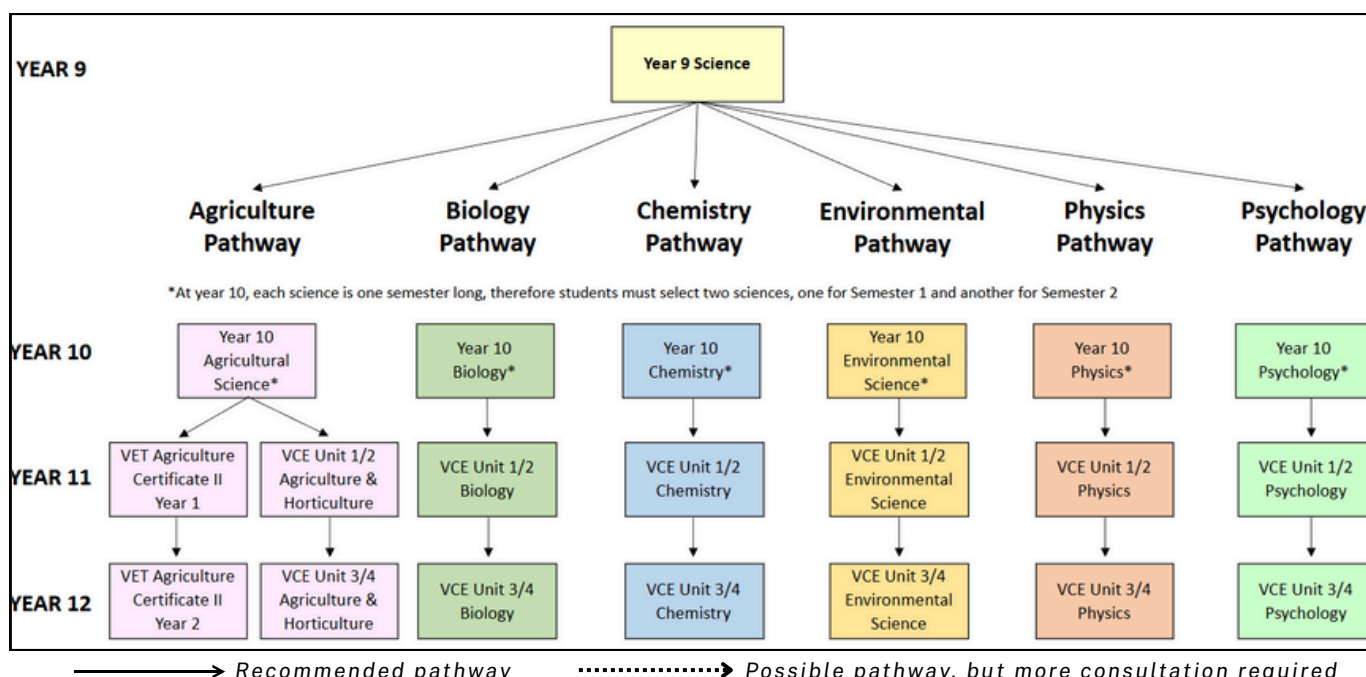 YEAR 9
Year 9 Science
Agriculture
Pathway
Biology
Pathway
Chemistry
Pathway
Environmental
Pathway
Physics
Pathway
Psychology
Pathway
*At year 10, each science is one semester long, therefore students must select two sciences, one for Semester 1 and another for Semester 2
YEAR 10
Year 10
Agricultural
Science*
Year 10
Biology*
Year 10
Chemistry*
Year 10
Environmental
Science*
Year 10
Physics*
Year 10
Psychology*
YEAR 11
VET Agriculture
Certificate II
Year 1
VCE Unit 1/2
Agriculture &
Horticulture
VCE Unit 1/2
Biology
VCE Unit 1/2
Chemistry
VCE Unit 1/2
Environmental
Science
VCE Unit 1/2
Physics
VCE Unit 1/2
Psychology
YEAR 12
VET Agriculture
Certificate II
Year 2
VCE Unit 3/4
Agriculture &
Horticulture
VCE Unit 3/4
Biology
VCE Unit 3/4
Chemistry
VCE Unit 3/4
Environmental
Science
VCE Unit 3/4
Physics
VCE Unit 3/4
Psychology
Recommended pathway
Possible pathway, but more consultation required